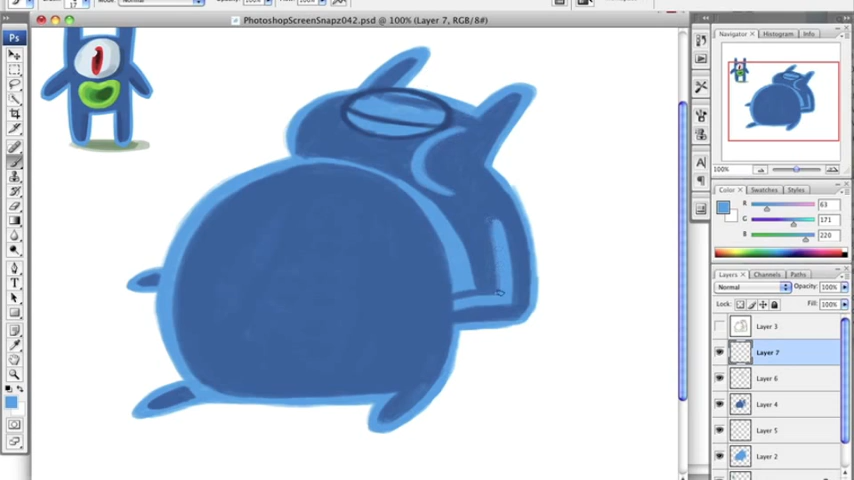 PhotoshopScreenSnapz042.psd @ 100% (Layer 7, RGB/8#)
Ps
T
Navigator Histogram Info
100%
Color Swatches Styles
R 63
G 171
B 220
A
Layers Channels Paths
Normal Opacity: 100%
Lock: Fill: 100%
Layer 3
Layer 7
Layer 6
Layer 4
Layer 5
Layer 2